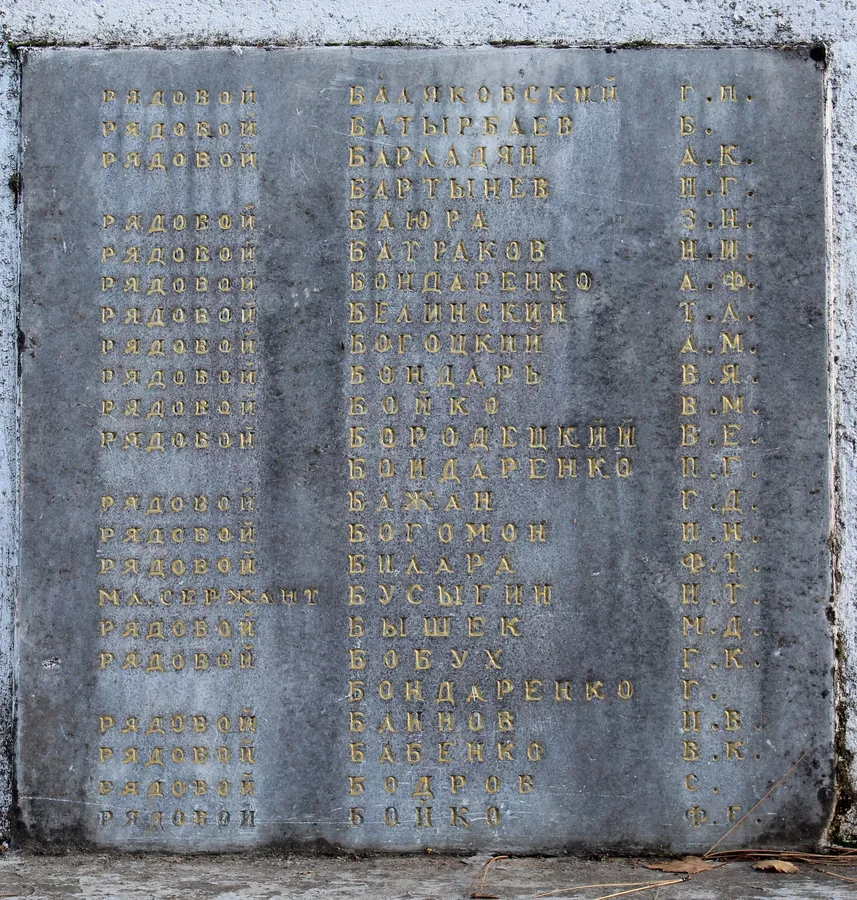 РЯДОВОЙ БАЛЯКОВСКИЙ Г.П.
РЯДОВОЙ БАТЫРБАЕВ Б.
РЯДОВОЙ БАРЛАДЯН А.К.
БАРТЫНЕВ П.Г.
РЯДОВОЙ БАЮРА З.Н.
РЯДОВОЙ БАТРАКОВ Н.И.
РЯДОВОЙ БОНДАРЕНКО А.Ф.
РЯДОВОЙ БЕЛИНСКИЙ Т.А.
РЯДОВОЙ БОГОЦКИЙ А.М.
РЯДОВОЙ БОНДАРЬ В.Я.
РЯДОВОЙ БОЙКО В.М.
РЯДОВОЙ БОРОДЕЦКИЙ В.Е.
БОНДАРЕНКО П.Г.
РЯДОВОЙ БАЖАН Г.Д.
РЯДОВОЙ БОГОМОН Н.
РЯДОВОЙ БИЛАРА Ф.Т.
МЛ.СЕРЖАНТ БУСЫГИН И.Т.
РЯДОВОЙ БЫШЕК М.Д.
РЯДОВОЙ БОБУХ Г.К.
БОНДАРЕНКО Г.
РЯДОВОЙ БЛИНОВ В.
РЯДОВОЙ БАБЕНКО В.К.
РЯДОВОЙ БОДРОВ С.
РЯДОВОЙ БОЙКО Ф.Е.